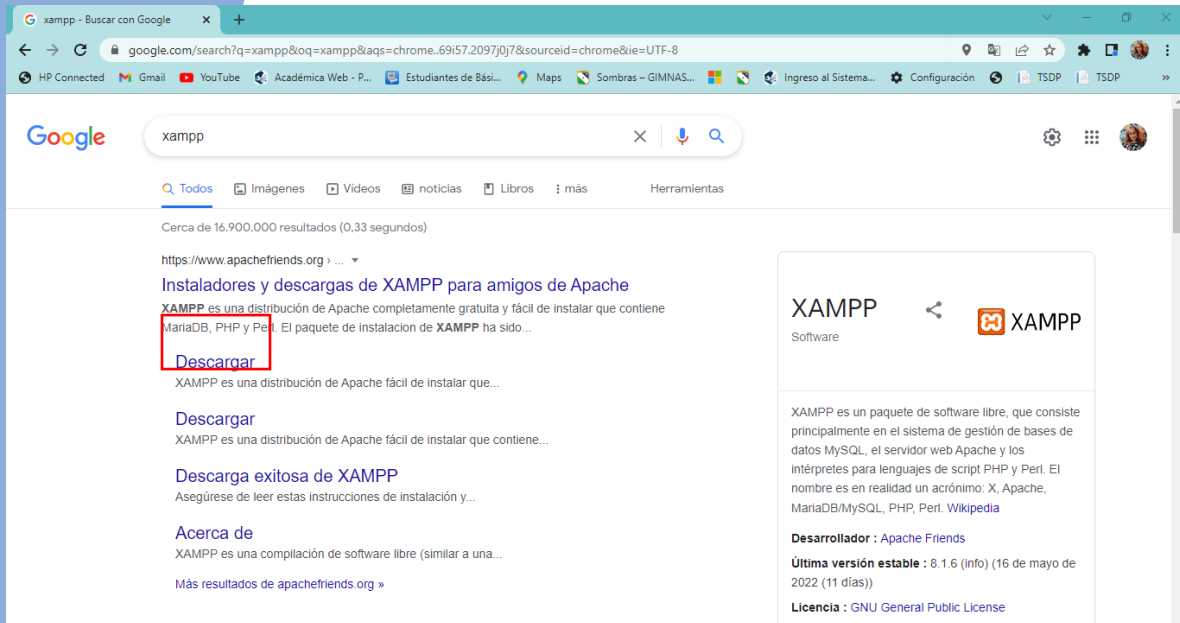 xampp - Buscar con Google
google.com/search?q=xampp&oq=xampp&aqs=chrome..69i57.2097j0j7&sourceid=chrome&ie=UTF-8
HP Connected Gmail YouTube Académica Web - P... Estudiantes de Bási... Maps Sombras – GIMNAS... Ingreso al Sistema... Configuración TSDP TSDP »
Google
xampp
Todos Imágenes Vídeos noticias Libros más Herramientas
Cerca de 16.900.000 resultados (0,33 segundos)
https://www.apachefriends.org › ...
Instaladores y descargas de XAMPP para amigos de Apache
XAMPP es una distribución de Apache completamente gratuita y fácil de instalar que contiene
MariaDB, PHP y Perl. El paquete de instalacion de XAMPP ha sido...
Descargar
XAMPP es una distribución de Apache fácil de instalar que...
Descargar
XAMPP es una distribución de Apache fácil de instalar que contiene...
Descarga exitosa de XAMPP
Asegúrese de leer estas instrucciones de instalación y...
Acerca de
XAMPP es una compilación de software libre (similar a una...
Más resultados de apachefriends.org »
XAMPP
Software
XAMPP
XAMPP es un paquete de software libre, que consiste
principalmente en el sistema de gestión de bases de
datos MySQL, el servidor web Apache y los
intérpretes para lenguajes de script PHP y Perl. El
nombre es en realidad un acrónimo: X, Apache,
MariaDB/MySQL, PHP, Perl. Wikipedia
Desarrollador : Apache Friends
Última versión estable : 8.1.6 (info) (16 de mayo de
2022 (11 días))
Licencia : GNU General Public License